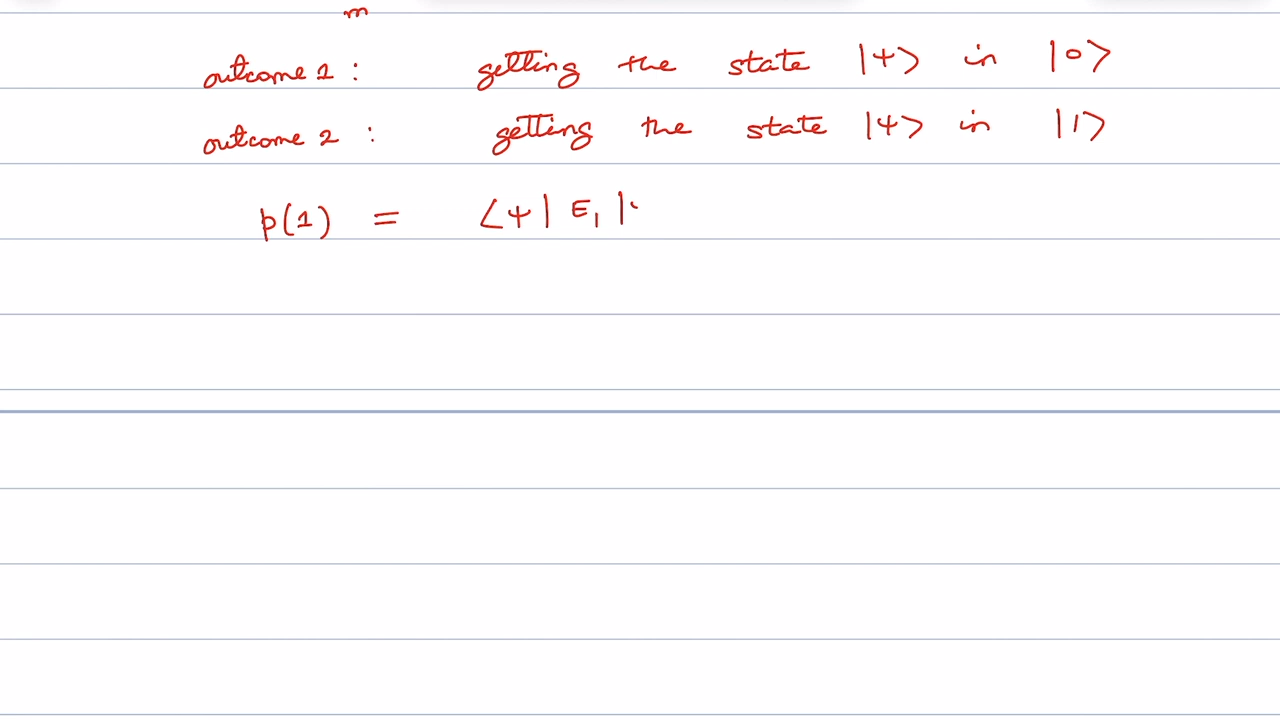 m
outcome 1 : getting the state |ψ> in |0>
outcome 2 : getting the state |ψ> in |1>
p(1) = <ψ| E₁ |